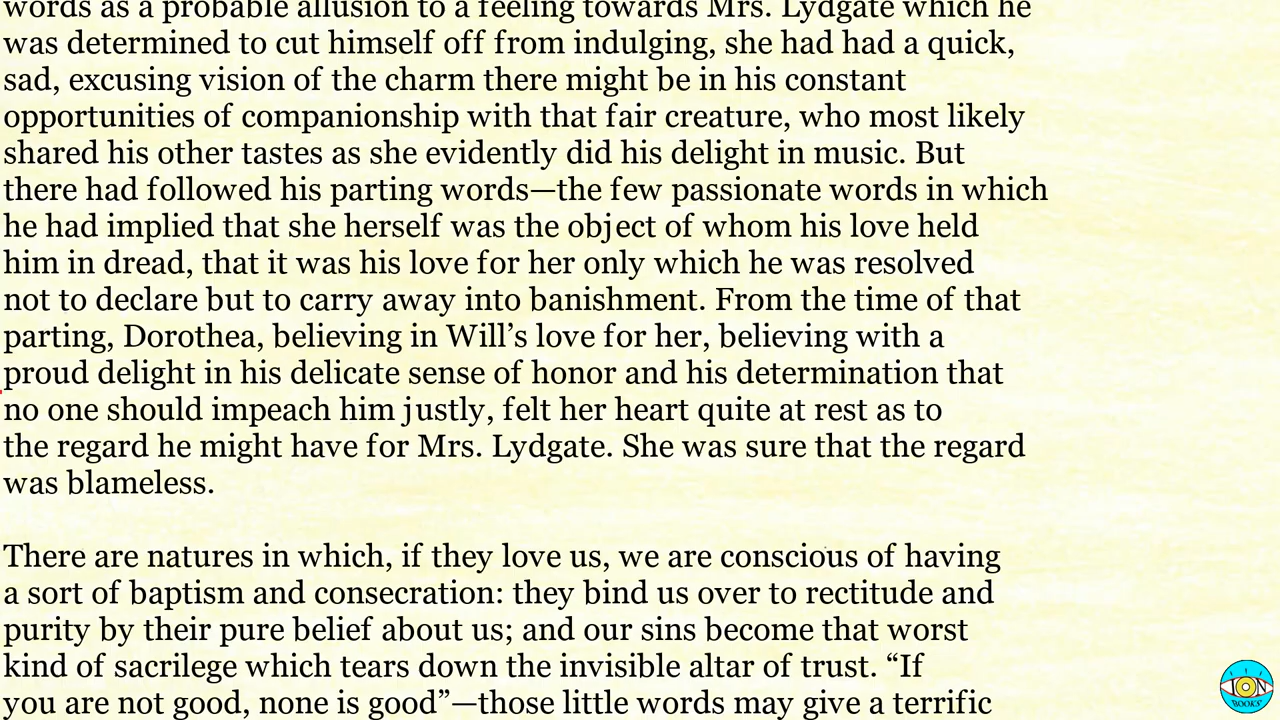 words as a probable allusion to a feeling towards Mrs. Lydgate which he
was determined to cut himself off from indulging, she had had a quick,
sad, excusing vision of the charm there might be in his constant
opportunities of companionship with that fair creature, who most likely
shared his other tastes as she evidently did his delight in music. But
there had followed his parting words—the few passionate words in which
he had implied that she herself was the object of whom his love held
him in dread, that it was his love for her only which he was resolved
not to declare but to carry away into banishment. From the time of that
parting, Dorothea, believing in Will’s love for her, believing with a
proud delight in his delicate sense of honor and his determination that
no one should impeach him justly, felt her heart quite at rest as to
the regard he might have for Mrs. Lydgate. She was sure that the regard
was blameless.
There are natures in which, if they love us, we are conscious of having
a sort of baptism and consecration: they bind us over to rectitude and
purity by their pure belief about us; and our sins become that worst
kind of sacrilege which tears down the invisible altar of trust. “If
you are not good, none is good”—those little words may give a terrific
ION
BOOKS